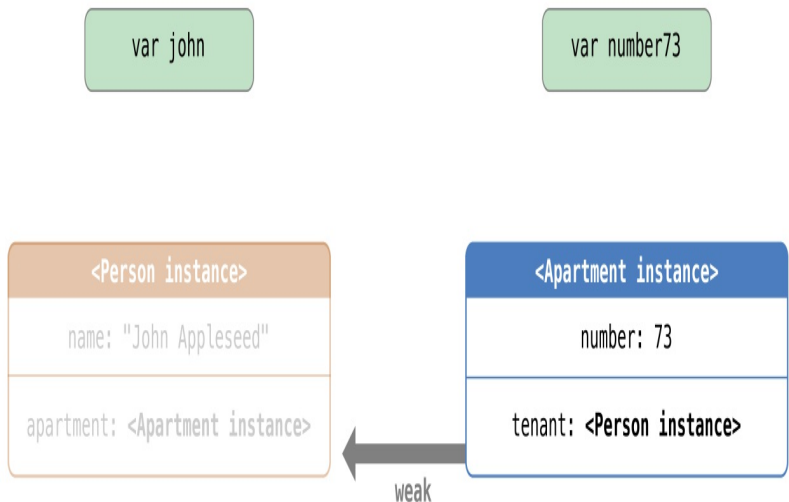 var john
var number73
<Person instance>
name: "John Appleseed"
apartment: <Apartment instance>
<Apartment instance>
number: 73
tenant: <Person instance>
weak